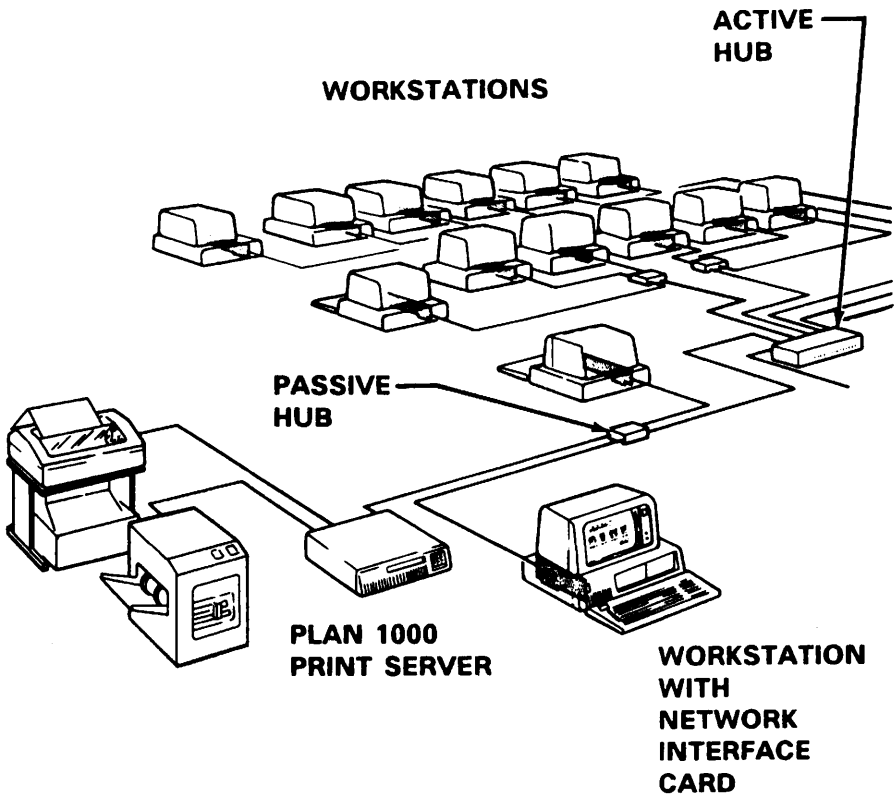 ACTIVE
HUB
WORKSTATIONS
PASSIVE
HUB
PLAN 1000
PRINT SERVER
WORKSTATION
WITH
NETWORK
INTERFACE
CARD